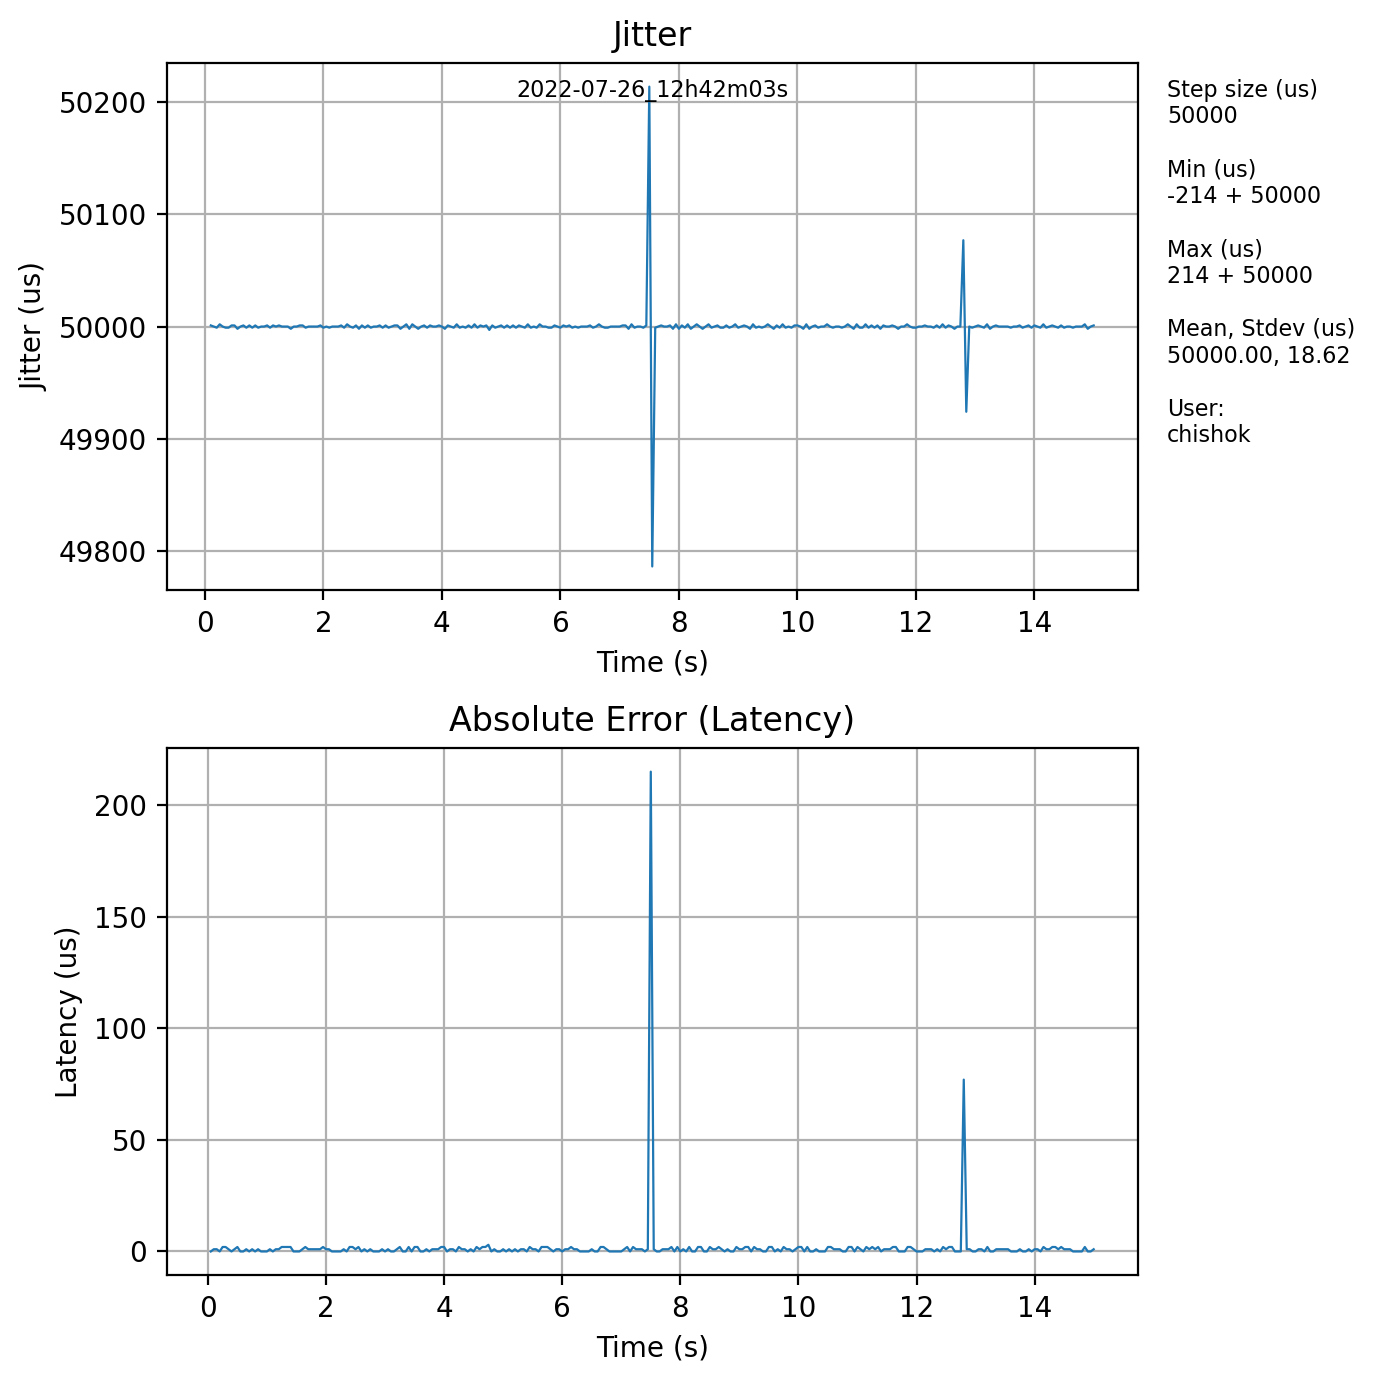 Jitter
2022-07-26_12h42m03s
50200
50100
50000
49900
49800
Jitter (us)
0 2 4 6 8 10 12 14
Time (s)
Step size (us)
50000
Min (us)
-214 + 50000
Max (us)
214 + 50000
Mean, Stdev (us)
50000.00, 18.62
User:
chishok
Absolute Error (Latency)
200
150
100
50
0
Latency (us)
0 2 4 6 8 10 12 14
Time (s)